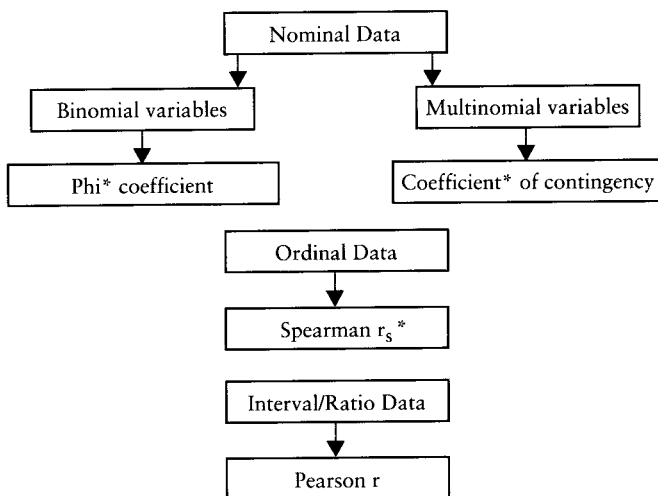 Nominal Data
Binomial variables
Multinomial variables
Phi* coefficient
Coefficient* of contingency
Ordinal Data
Spearman rs*
Interval/Ratio Data
Pearson r